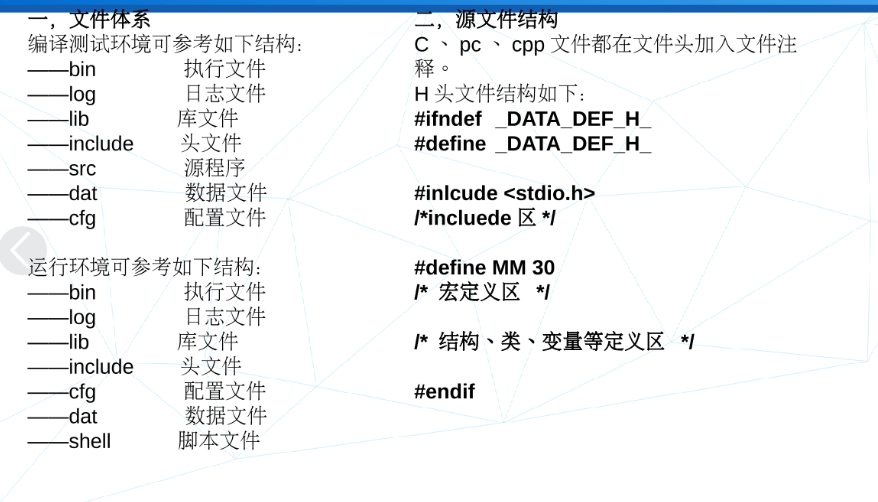 一，文件体系
编译测试环境可参考如下结构：
——bin 执行文件
——log 日志文件
——lib 库文件
——include 头文件
——src 源程序
——dat 数据文件
——cfg 配置文件
运行环境可参考如下结构：
——bin 执行文件
——log 日志文件
——lib 库文件
——include 头文件
——cfg 配置文件
——dat 数据文件
——shell 脚本文件
二，源文件结构
C 、 pc 、 cpp 文件都在文件头加入文件注
释。
H 头文件结构如下：
#ifndef _DATA_DEF_H_
#define _DATA_DEF_H_
#inlcude <stdio.h>
/*incluede 区 */
#define MM 30
/* 宏定义区 */
/* 结构、类、变量等定义区 */
#endif